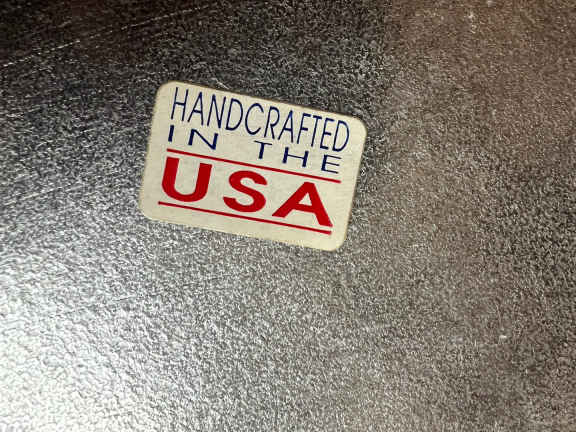 HANDCRAFTED
IN THE
USA